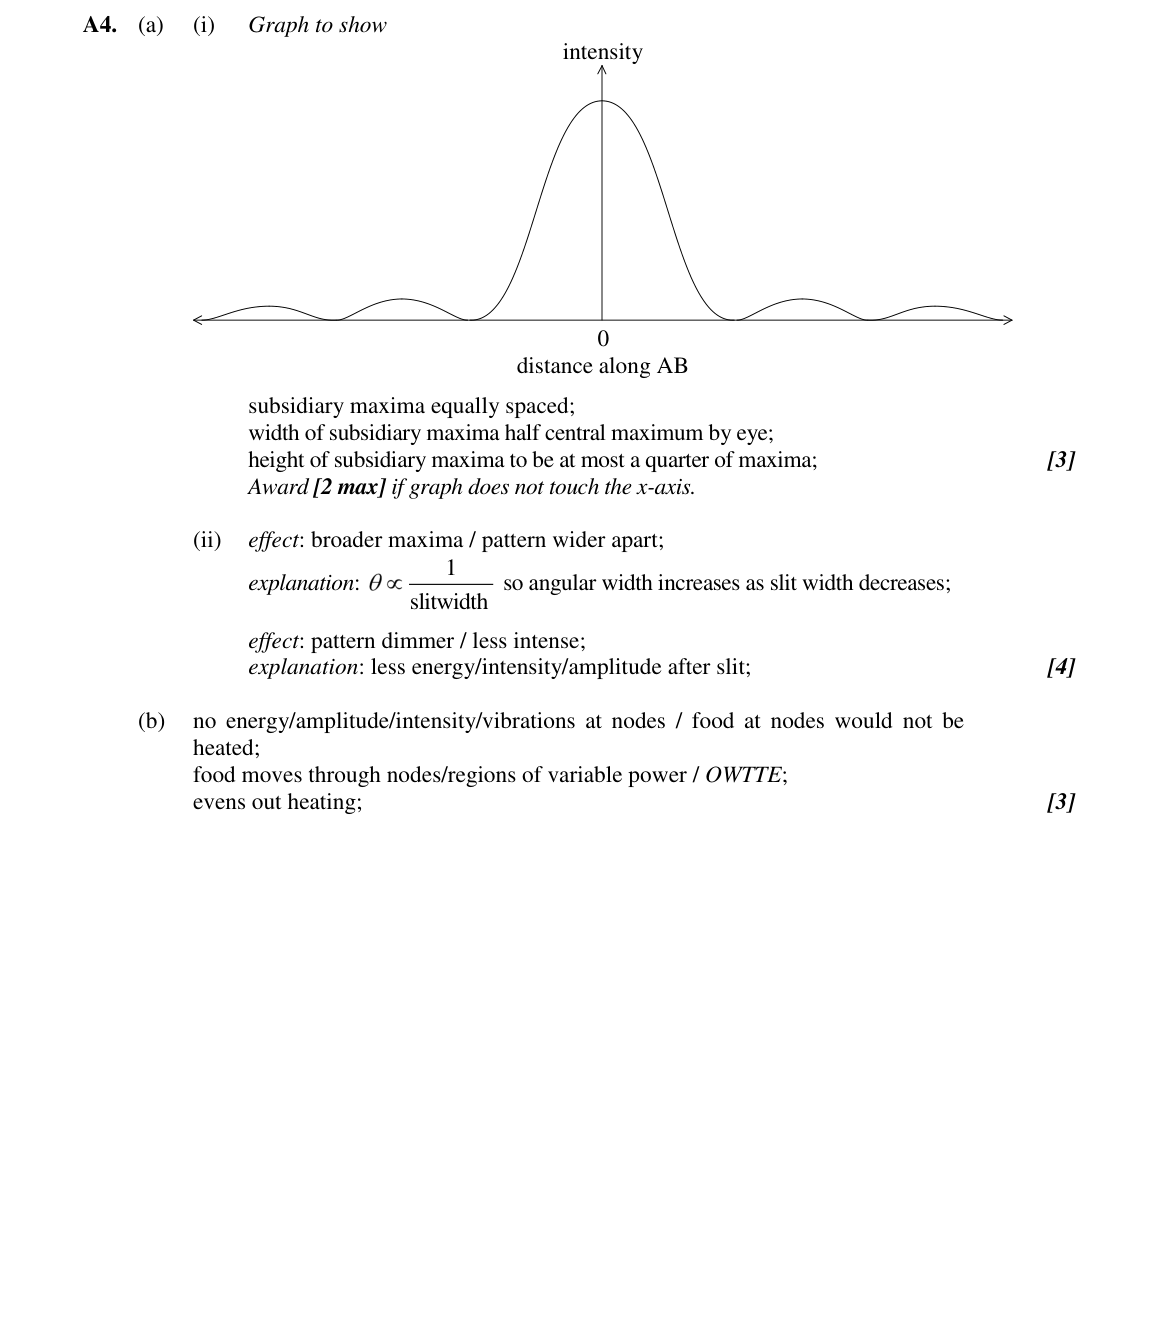 A4. (a) (i) Graph to show
intensity
0
distance along AB
subsidiary maxima equally spaced;
width of subsidiary maxima half central maximum by eye;
height of subsidiary maxima to be at most a quarter of maxima; [3]
Award [2 max] if graph does not touch the x-axis.
(ii) effect: broader maxima / pattern wider apart;
explanation: θ ∝ 1/slitwidth so angular width increases as slit width decreases;
effect: pattern dimmer / less intense;
explanation: less energy/intensity/amplitude after slit; [4]
(b) no energy/amplitude/intensity/vibrations at nodes / food at nodes would not be
heated;
food moves through nodes/regions of variable power / OWTTE;
evens out heating; [3]